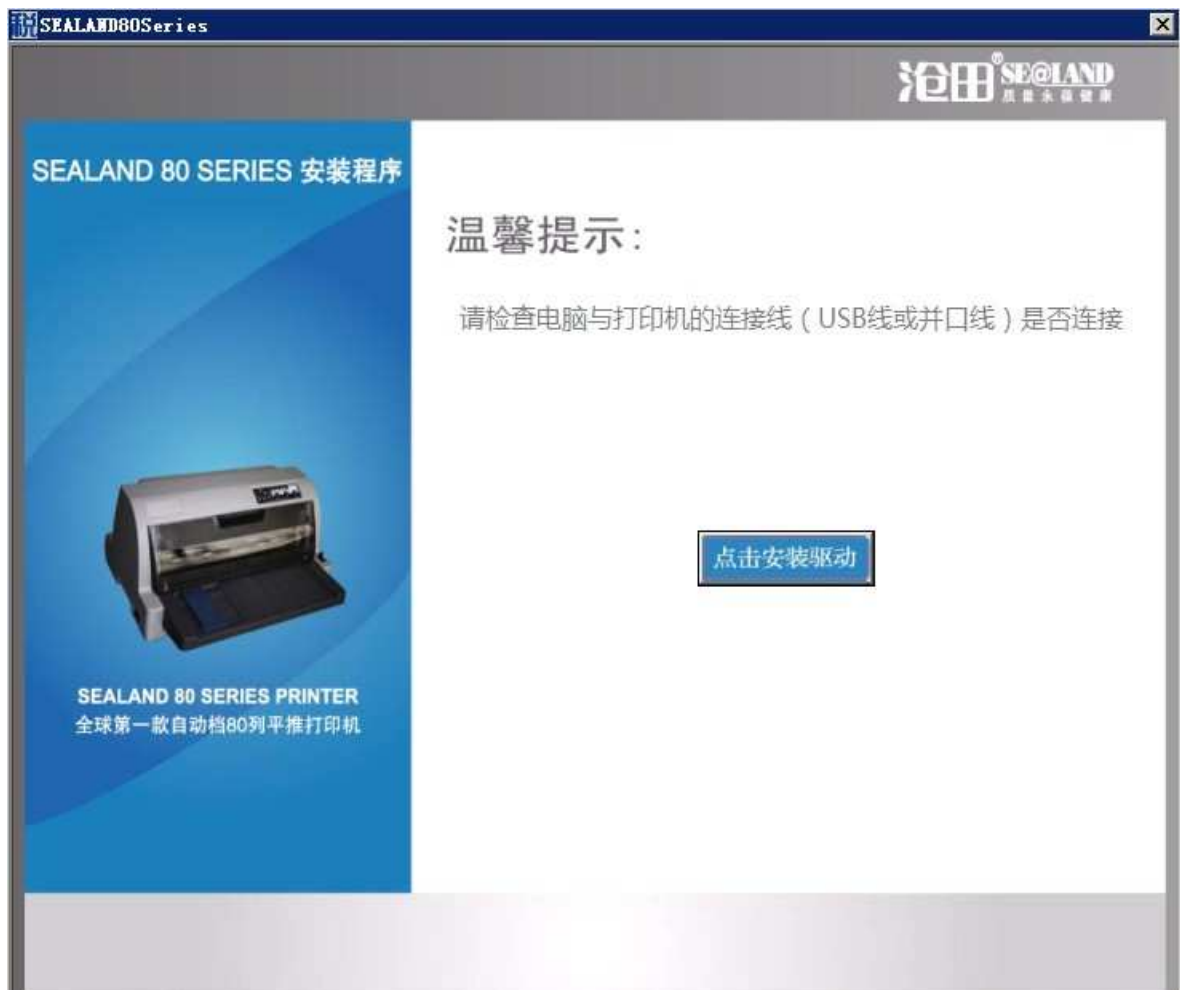 SEALAND80Series
沧田® SE@LAND
SEALAND 80 SERIES 安装程序
温馨提示:
请检查电脑与打印机的连接线（USB线或并口线）是否连接
点击安装驱动
SEALAND 80 SERIES PRINTER
全球第一款自动档80列平推打印机